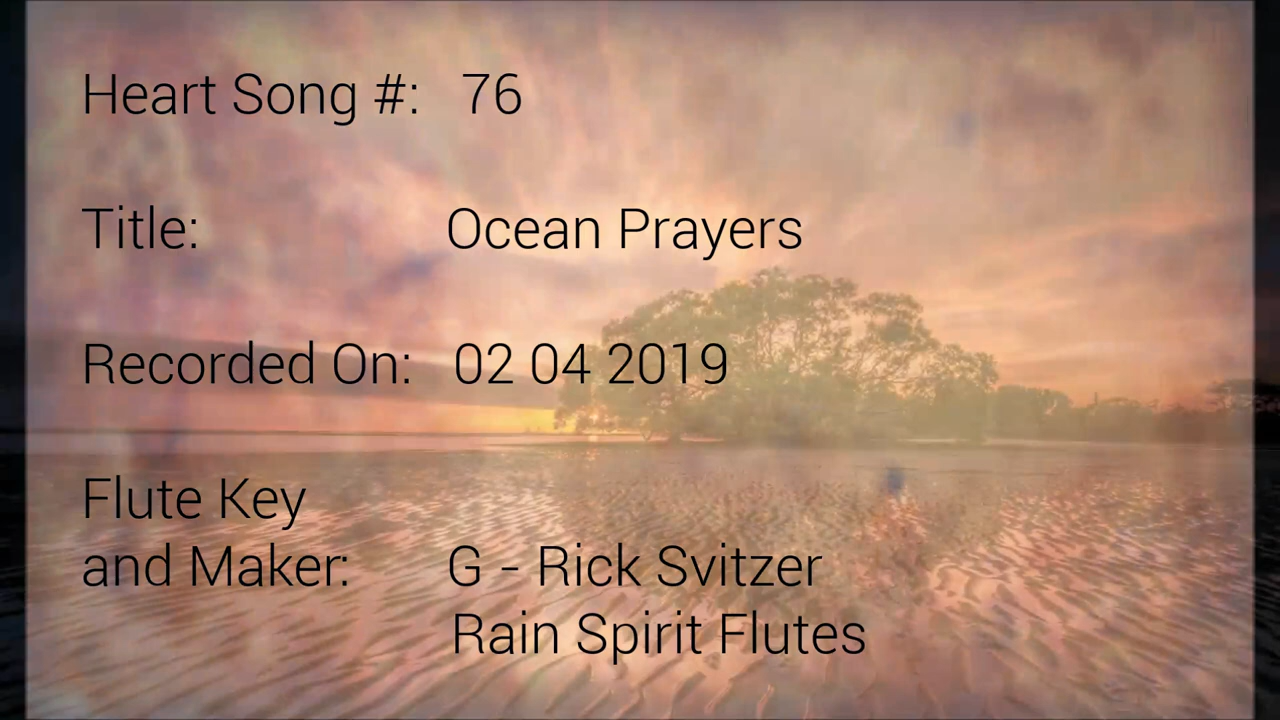 Heart Song #: 76
Title: Ocean Prayers
Recorded On: 02 04 2019
Flute Key
and Maker: G - Rick Svitzer
Rain Spirit Flutes